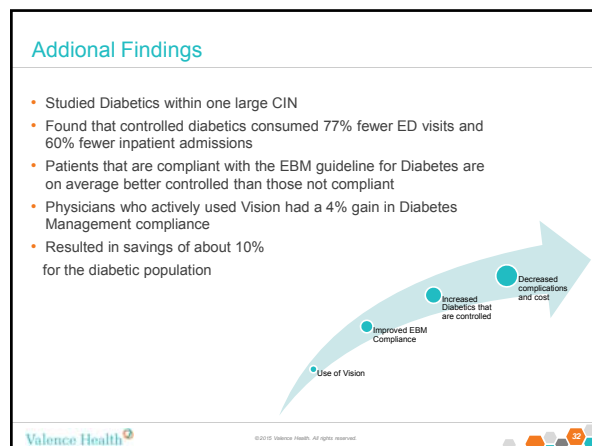 Addional Findings
• Studied Diabetics within one large CIN
• Found that controlled diabetics consumed 77% fewer ED visits and
60% fewer inpatient admissions
• Patients that are compliant with the EBM guideline for Diabetes are
on average better controlled than those not compliant
• Physicians who actively used Vision had a 4% gain in Diabetes
Management compliance
• Resulted in savings of about 10%
for the diabetic population
Decreased
complications
and cost
Increased
Diabetics that
are controlled
Improved EBM
Compliance
Use of Vision
Valence Health
©2015 Valence Health. All rights reserved.
32